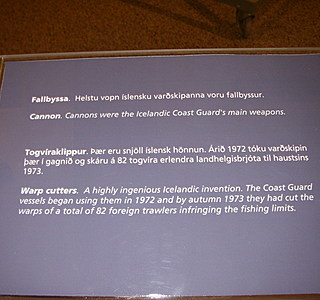 Fallbyssa. Helstu vopn íslensku varðskipanna voru fallbyssur.
Cannon. Cannons were the Icelandic Coast Guard's main weapons.
Togvíraklippur. Þær eru snjöll íslensk hönnun. Árið 1972 tóku varðskipin
þær í gagnið og skáru á 82 togvíra erlendra landhelgisbrjóta til haustsins
1973.
Warp cutters. A highly ingenious Icelandic invention. The Coast Guard
vessels began using them in 1972 and by autumn 1973 they had cut the
warps of a total of 82 foreign trawlers infringing the fishing limits.